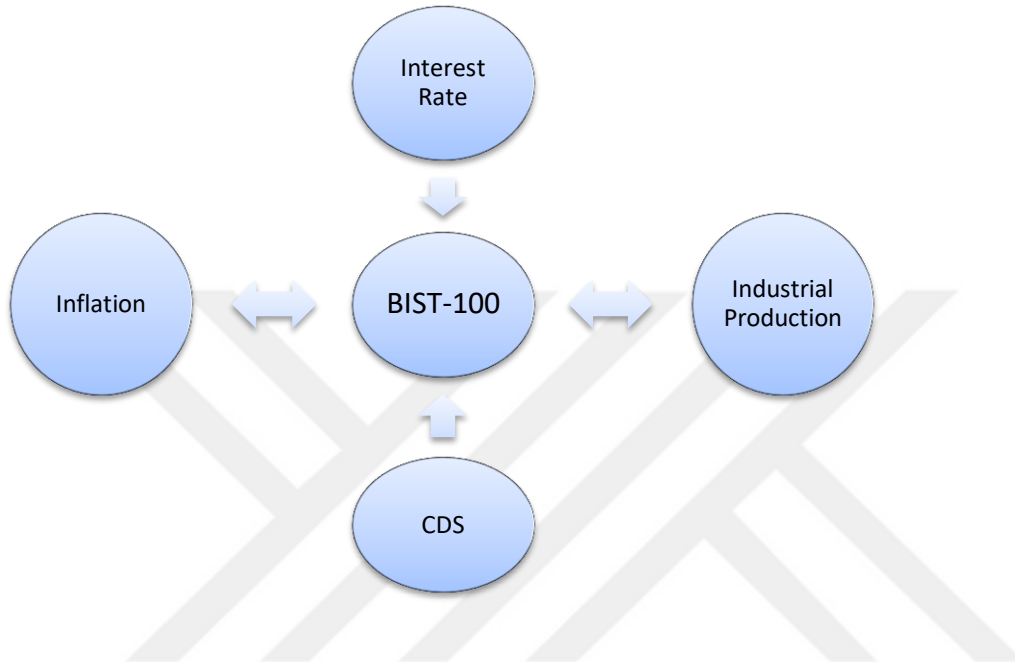 Interest
Rate
Inflation
BIST-100
Industrial
Production
CDS